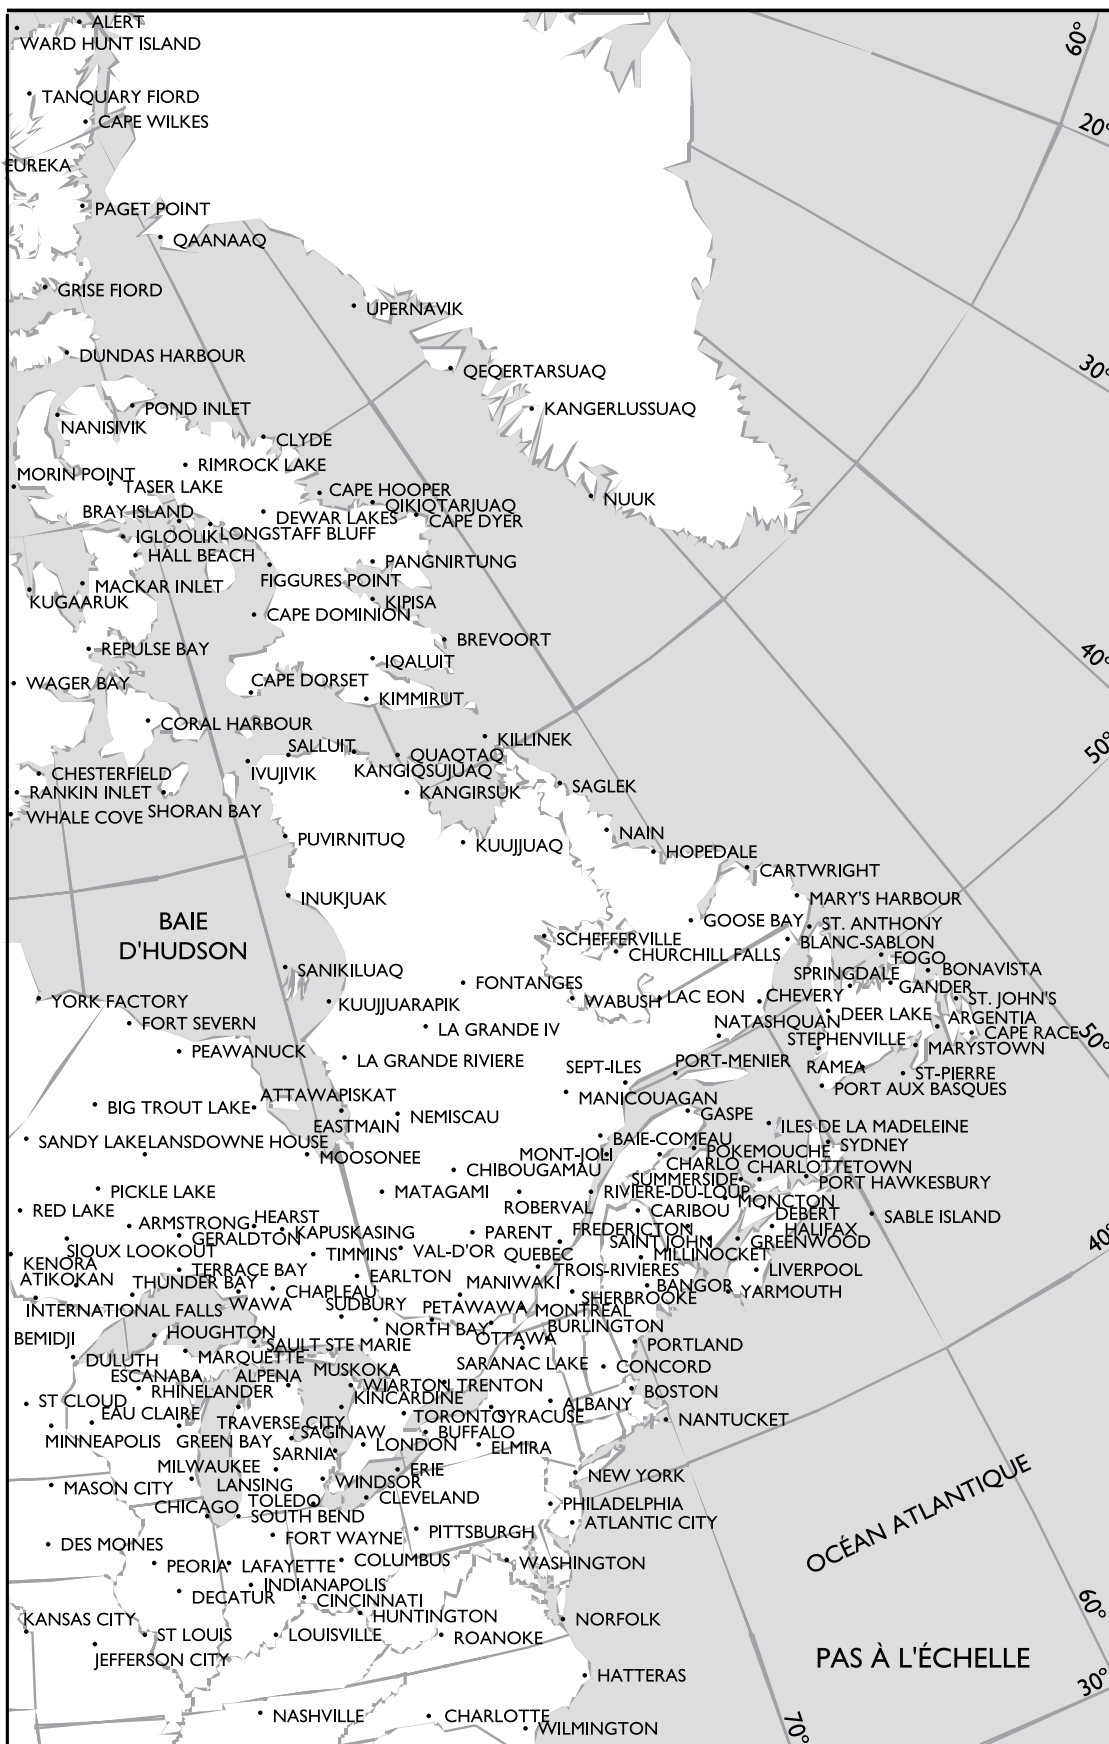 ALERT
WARD HUNT ISLAND
60°
TANQUARY FIORD
CAPE WILKES
20°
EUREKA
PAGET POINT
QAANAAQ
GRISE FIORD
UPERNAVIK
DUNDAS HARBOUR
30°
QEQERTARSUAQ
POND INLET
KANGERLUSSUAQ
NANISIVIK
CLYDE
RIMROCK LAKE
MORIN POINT
TASER LAKE
CAPE HOOPER
NUUK
QIKIQTARJUAQ
BRAY ISLAND
DEWAR LAKES
CAPE DYER
IGLOOLIK
LONGSTAFF BLUFF
HALL BEACH
PANGNIRTUNG
FIGGURES POINT
MACKAR INLET
KUGAARUK
KIPISA
CAPE DOMINION
BREVOORT
REPULSE BAY
IQALUIT
40°
WAGER BAY
CAPE DORSET
KIMMIRUT
CORAL HARBOUR
KILLINEK
50°
SALLUIT
QUAQTAQ
CHESTERFIELD
IVUJIVIK
KANGIQSUJUAQ
SAGLEK
RANKIN INLET
KANGIRSUK
WHALE COVE
SHORAN BAY
NAIN
PUVIRNITUQ
KUUJJUAQ
HOPEDALE
CARTWRIGHT
INUKJUAK
MARY'S HARBOUR
BAIE
D'HUDSON
GOOSE BAY
ST. ANTHONY
SCHEFFERVILLE
BLANC-SABLON
CHURCHILL FALLS
FOGO
SANIKILUAQ
SPRINGDALE
BONAVISTA
FONTANGES
GANDER
YORK FACTORY
KUUJJUARAPIK
WABUSH
LAC EON
CHEVERY
ST. JOHN'S
FORT SEVERN
LA GRANDE IV
NATASHQUAN
DEER LAKE
ARGENTIA
CAPE RACE
50°
STEPHENVILLE
MARYSTOWN
PEAWANUCK
LA GRANDE RIVIERE
SEPT-ILES
PORT-MENIER
RAMEA
ST-PIERRE
PORT AUX BASQUES
ATTAWAPISKAT
MANICOUAGAN
BIG TROUT LAKE
EASTMAIN
NEMISCAU
GASPE
ILES DE LA MADELEINE
SANDY LAKE
LANSDOWNE HOUSE
BAIE-COMEAU
SYDNEY
MOOSONEE
MONT-JOLI
POKEMOUCHE
CHIBOUGAMAU
CHARLO
CHARLOTTETOWN
SUMMERSIDE
PORT HAWKESBURY
PICKLE LAKE
MATAGAMI
RIVIERE-DU-LOUP
MONCTON
RED LAKE
ROBERVAL
CARIBOU
DEBERT
SABLE ISLAND
ARMSTRONG
HEARST
KAPUSKASING
PARENT
FREDERICTON
HALIFAX
40°
GERALDTON
SAINT JOHN
GREENWOOD
SIOUX LOOKOUT
TIMMINS
VAL-D'OR
QUEBEC
MILLINOCKET
KENORA
TERRACE BAY
TROIS-RIVIERES
LIVERPOOL
ATIKOKAN
THUNDER BAY
EARLTON
MANIWAKI
BANGOR
YARMOUTH
CHAPLEAU
SHERBROOKE
INTERNATIONAL FALLS
WAWA
SUDBURY
PETAWAWA
MONTREAL
NORTH BAY
BURLINGTON
BEMIDJI
HOUGHTON
SAULT STE MARIE
OTTAWA
PORTLAND
DULUTH
MARQUETTE
SARANAC LAKE
CONCORD
ESCANABA
ALPENA
MUSKOKA
RHINELANDER
WIARTON
TRENTON
BOSTON
ST CLOUD
KINCARDINE
ALBANY
EAU CLAIRE
TRAVERSE CITY
TORONTO
SYRACUSE
NANTUCKET
MINNEAPOLIS
GREEN BAY
SAGINAW
BUFFALO
SARNIA
LONDON
ELMIRA
MILWAUKEE
ERIE
NEW YORK
MASON CITY
LANSING
WINDSOR
CLEVELAND
OCÉAN ATLANTIQUE
CHICAGO
TOLEDO
PHILADELPHIA
SOUTH BEND
ATLANTIC CITY
FORT WAYNE
PITTSBURGH
DES MOINES
PEORIA
LAFAYETTE
COLUMBUS
WASHINGTON
INDIANAPOLIS
DECATUR
CINCINNATI
60°
KANSAS CITY
HUNTINGTON
NORFOLK
ST LOUIS
LOUISVILLE
ROANOKE
JEFFERSON CITY
PAS À L'ÉCHELLE
HATTERAS
30°
NASHVILLE
CHARLOTTE
WILMINGTON
70°